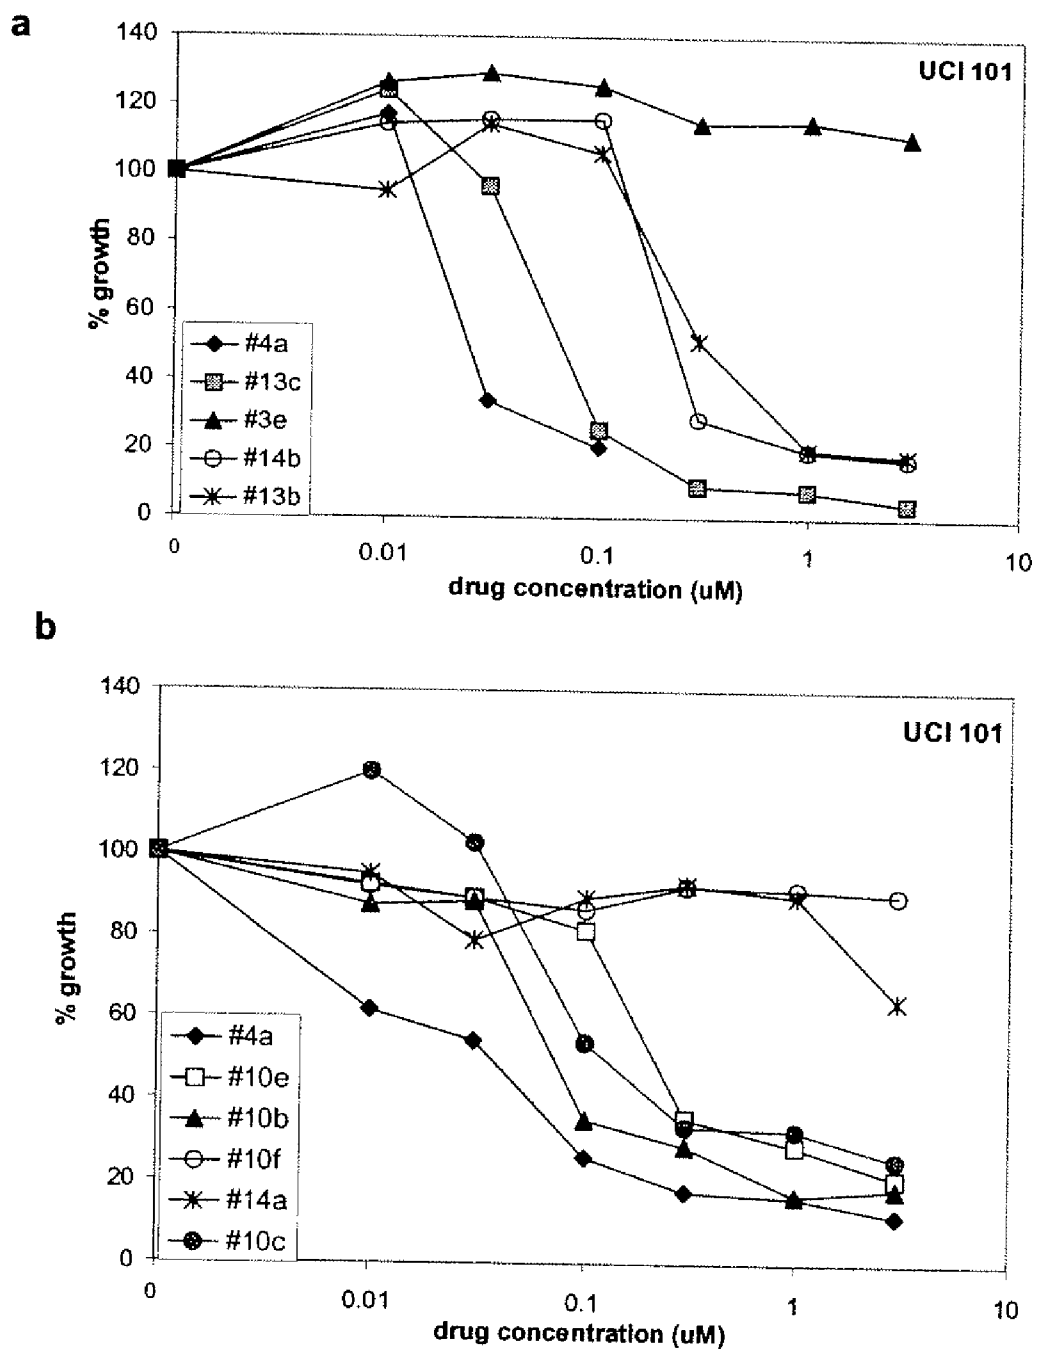 a
140
UCI 101
120
100
80
60
40
20
0
% growth
#4a
#13c
#3e
#14b
#13b
0
0.01
0.1
1
10
drug concentration (uM)
b
140
UCI 101
120
100
80
60
40
20
0
% growth
#4a
#10e
#10b
#10f
#14a
#10c
0
0.01
0.1
1
10
drug concentration (uM)